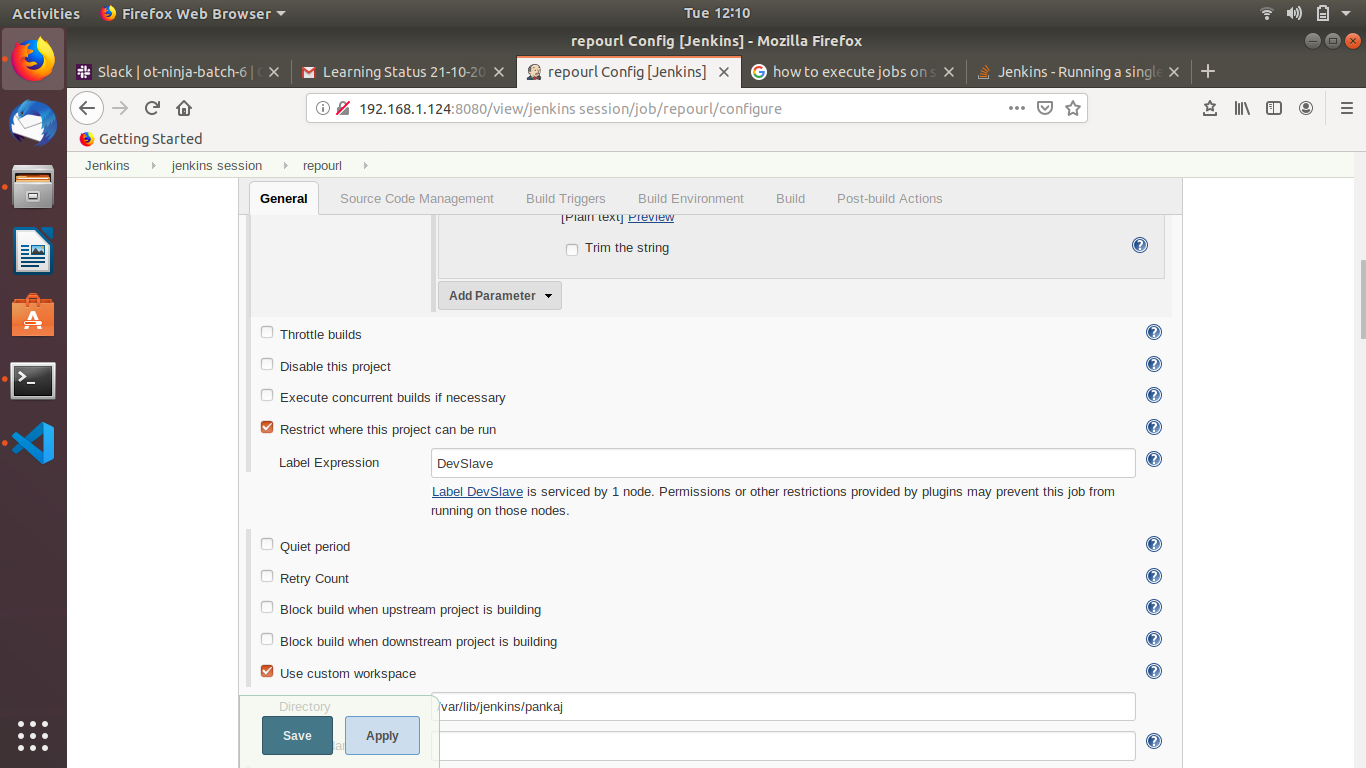 Activities Firefox Web Browser Tue 12:10
repourl Config [Jenkins] - Mozilla Firefox
Slack | ot-ninja-batch-6 | Learning Status 21-10-20 repourl Config [Jenkins] how to execute jobs on s Jenkins - Running a single
192.168.1.124:8080/view/jenkins session/job/repourl/configure
Getting Started
Jenkins jenkins session repourl
General Source Code Management Build Triggers Build Environment Build Post-build Actions
[Plain text] Preview
Trim the string
Add Parameter
Throttle builds
Disable this project
Execute concurrent builds if necessary
Restrict where this project can be run
Label Expression DevSlave
Label DevSlave is serviced by 1 node. Permissions or other restrictions provided by plugins may prevent this job from
running on those nodes.
Quiet period
Retry Count
Block build when upstream project is building
Block build when downstream project is building
Use custom workspace
Directory /var/lib/jenkins/pankaj
Save Apply